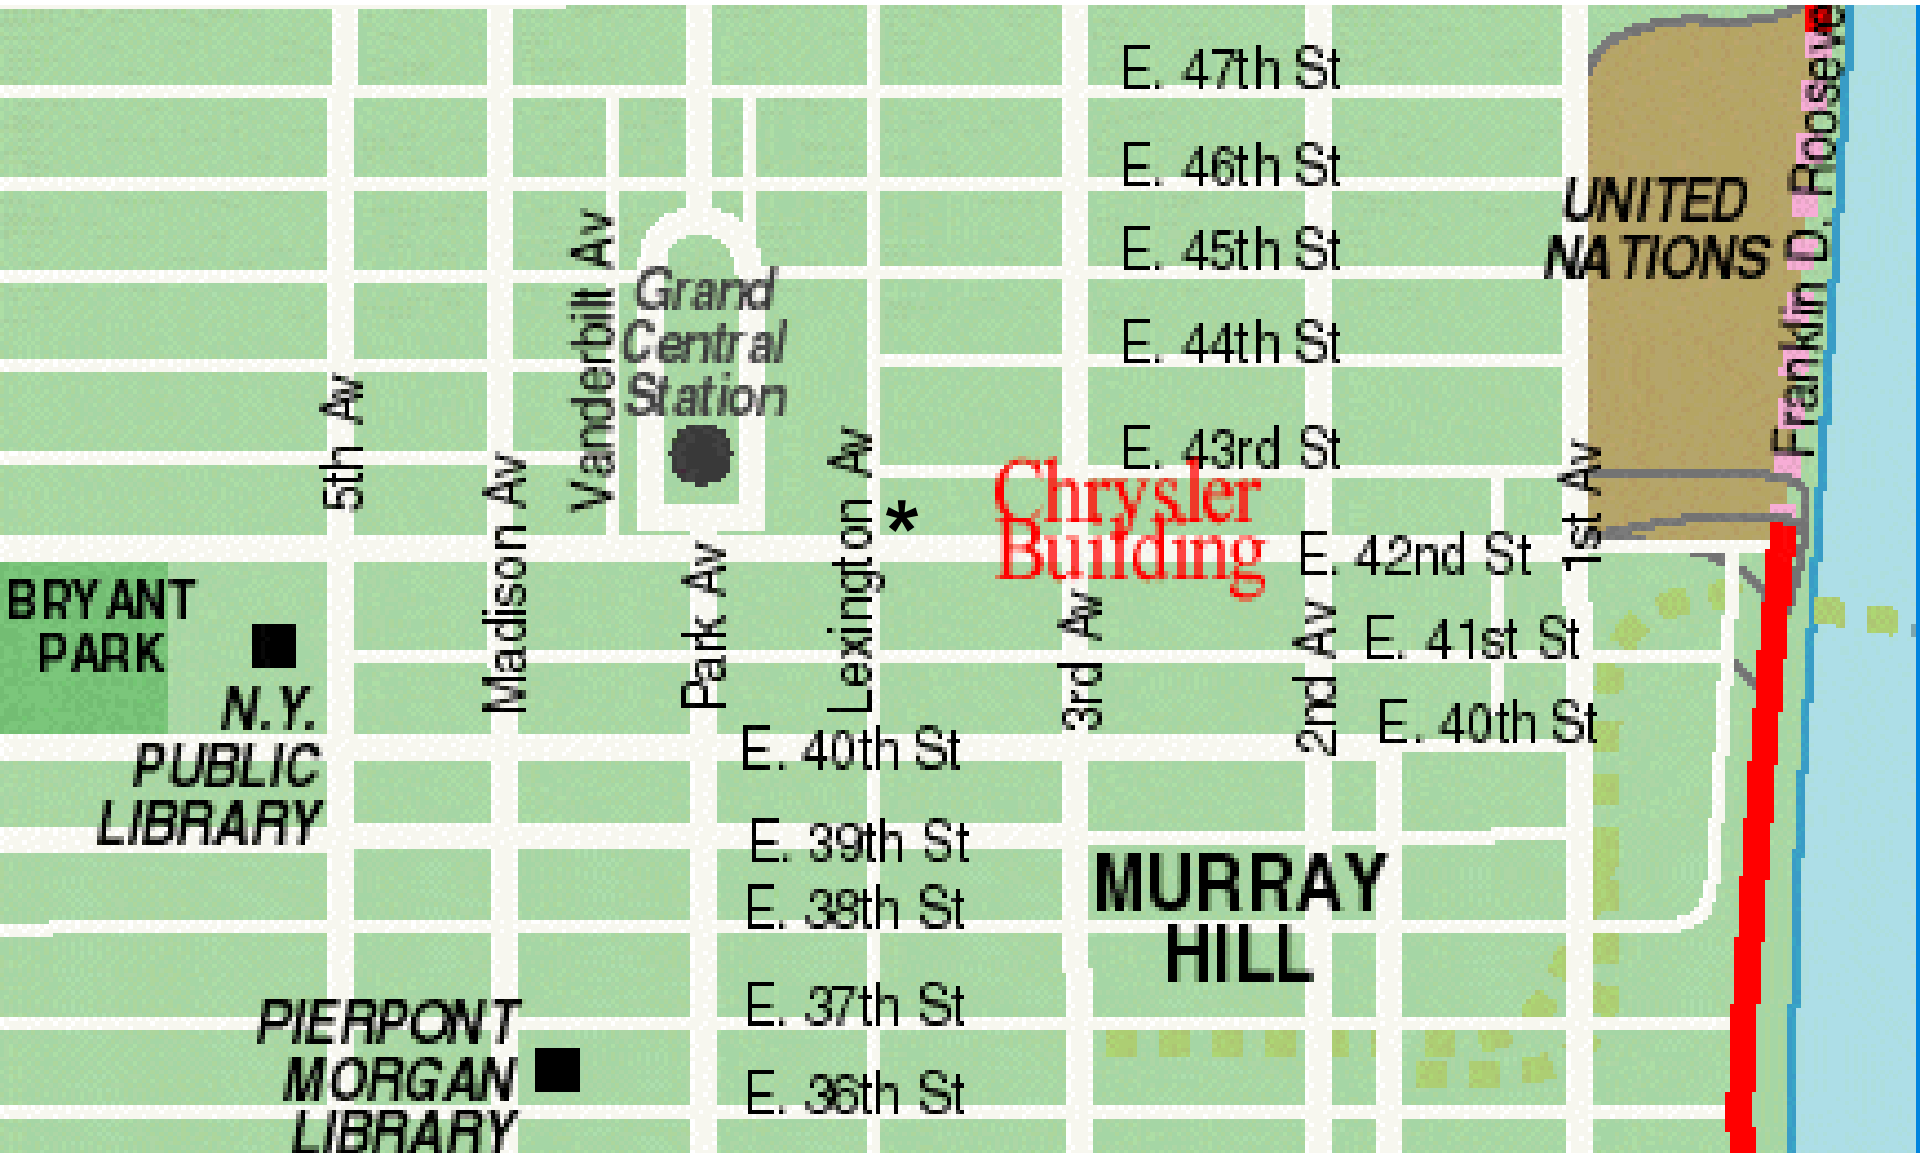 E. 47th St
E. 46th St
UNITED
NATIONS
Franklin D. Roosev
E. 45th St
Vanderbilt Av
Grand
Central
Station
E. 44th St
5th Av
E. 43rd St
Madison Av
Lexington Av
*
Chrysler
Building
1st Av
E. 42nd St
Park Av
BRYANT
PARK
3rd Av
2nd Av
E. 41st St
N.Y.
PUBLIC
LIBRARY
E. 40th St
E. 40th St
E. 39th St
MURRAY
HILL
E. 38th St
E. 37th St
PIERPONT
MORGAN
LIBRARY
E. 36th St